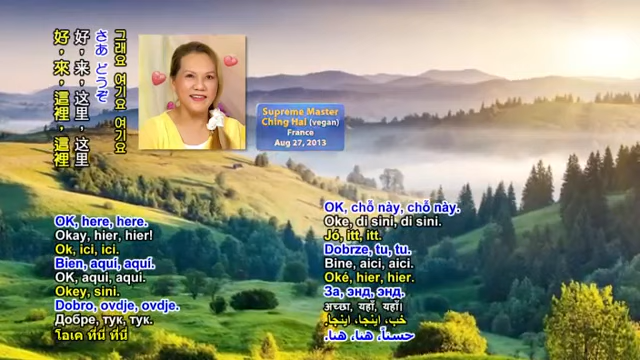 好，來，這裡，這裡
好，来，这里，这里
さあ どうぞ
그래요 여기요 여기요
Supreme Master
Ching Hai (vegan)
France
Aug 27, 2013
OK, here, here.
Okay, hier, hier!
Ok, ici, ici.
Bien, aquí, aquí.
OK, aqui, aqui.
Okey, sini.
Dobro, ovdje, ovdje.
Добре, тук, тук.
โอเค ที่นี่ ที่นี่
OK, chỗ này, chỗ này.
Oke, di sini, di sini.
Jó, itt, itt.
Dobrze, tu, tu.
Bine, aici, aici.
Oké, hier, hier.
За, энд, энд.
अच्छा, यहाँ, यहाँ।
خب، اینجا، اینجا.
حسناً، هنا، هنا.